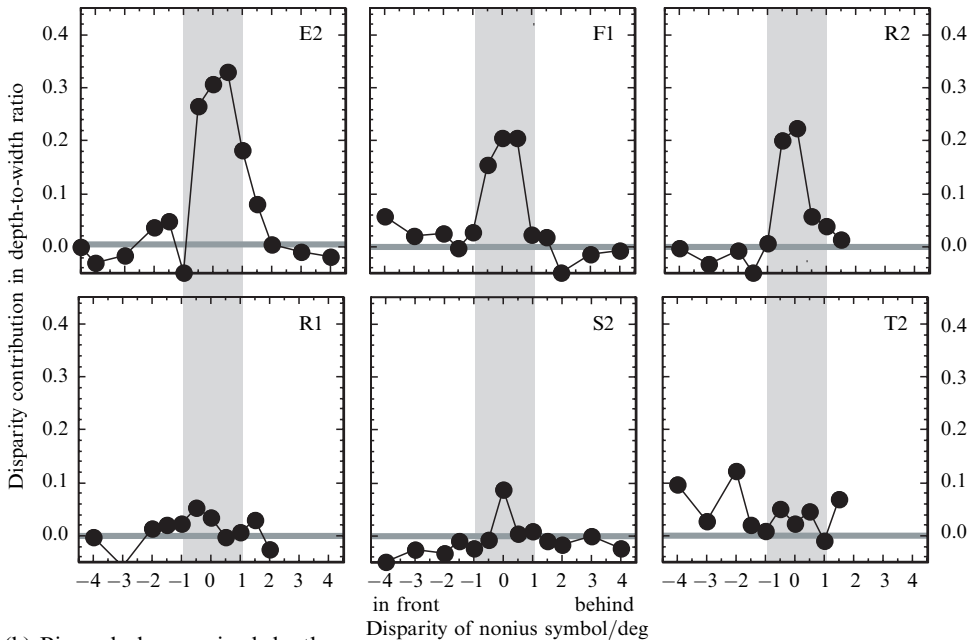 Disparity contribution in depth-to-width ratio
0.4 E2 F1 R2 0.4
0.3 0.3
0.2 0.2
0.1 0.1
0.0 0.0
R1 S2 T2
0.4 0.4
0.3 0.3
0.2 0.2
0.1 0.1
0.0 0.0
−4 −3 −2 −1 0 1 2 3 4 −4 −3 −2 −1 0 1 2 3 4 −4 −3 −2 −1 0 1 2 3 4
in front behind
Disparity of nonius symbol/deg